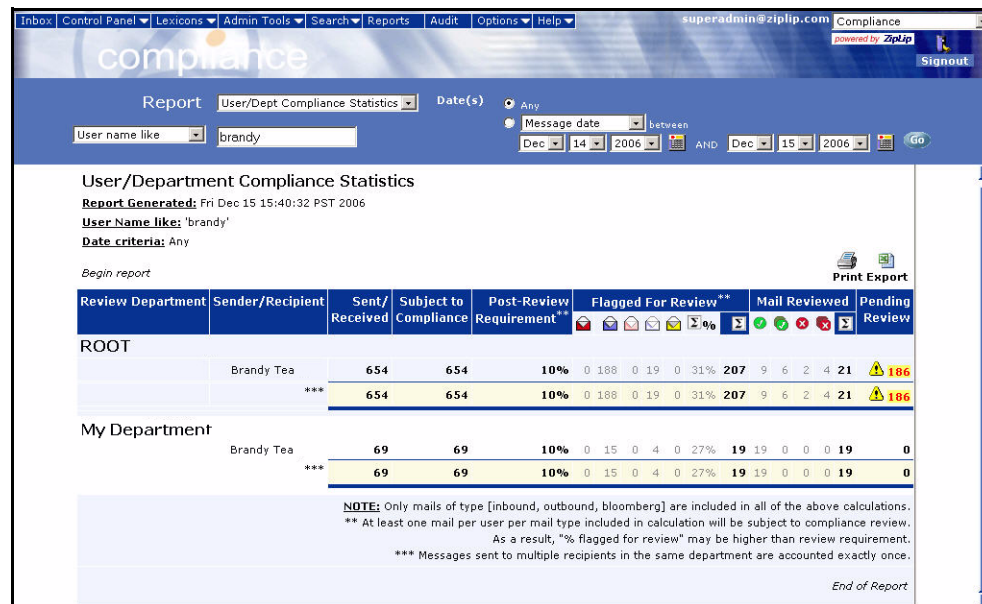 Inbox Control Panel Lexicons Admin Tools Search Reports Audit Options Help superadmin@ziplip.com Compliance
powered by ZipLip
compliance
Signout
Report User/Dept Compliance Statistics Date(s) Any
Message date between
User name like brandy
Dec 14 2006 AND Dec 15 2006 Go
User/Department Compliance Statistics
Report Generated: Fri Dec 15 15:40:32 PST 2006
User Name like: 'brandy'
Date criteria: Any
Begin report
Print Export
Review Department Sender/Recipient Sent/ Received Subject to Compliance Post-Review Requirement** Flagged For Review** Mail Reviewed Pending Review
Σ% Σ Σ
ROOT
Brandy Tea 654 654 10% 0 188 0 19 0 31% 207 9 6 2 4 21 186
*** 654 654 10% 0 188 0 19 0 31% 207 9 6 2 4 21 186
My Department
Brandy Tea 69 69 10% 0 15 0 4 0 27% 19 19 0 0 0 19 0
*** 69 69 10% 0 15 0 4 0 27% 19 19 0 0 0 19 0
NOTE: Only mails of type [inbound, outbound, bloomberg] are included in all of the above calculations.
** At least one mail per user per mail type included in calculation will be subject to compliance review.
As a result, "% flagged for review" may be higher than review requirement.
*** Messages sent to multiple recipients in the same department are accounted exactly once.
End of Report